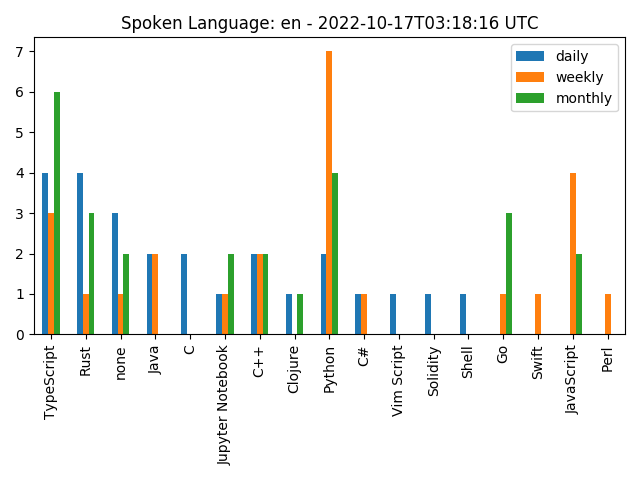 Spoken Language: en - 2022-10-17T03:18:16 UTC
daily
weekly
monthly
7
6
5
4
3
2
1
0
TypeScript
Rust
none
Java
C
Jupyter Notebook
C++
Clojure
Python
C#
Vim Script
Solidity
Shell
Go
Swift
JavaScript
Perl